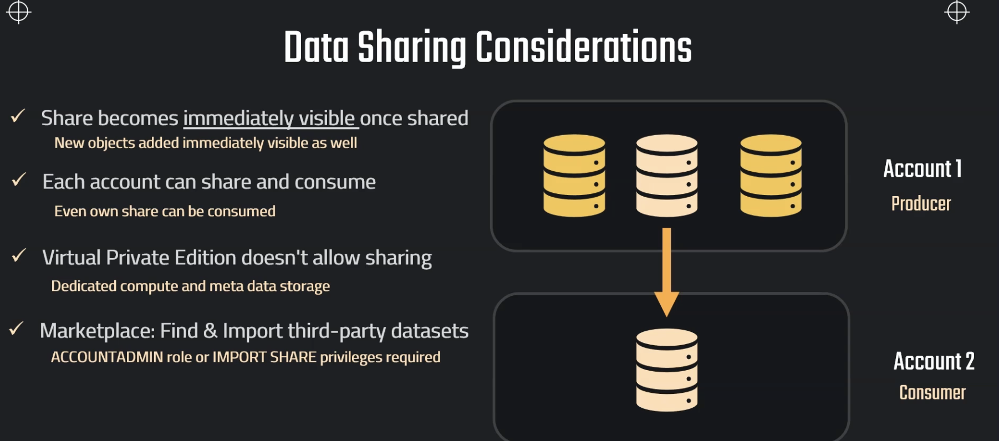 Data Sharing Considerations
✓ Share becomes immediately visible once shared
New objects added immediately visible as well
✓ Each account can share and consume
Even own share can be consumed
✓ Virtual Private Edition doesn't allow sharing
Dedicated compute and meta data storage
✓ Marketplace: Find & Import third-party datasets
ACCOUNTADMIN role or IMPORT SHARE privileges required
Account 1
Producer
Account 2
Consumer